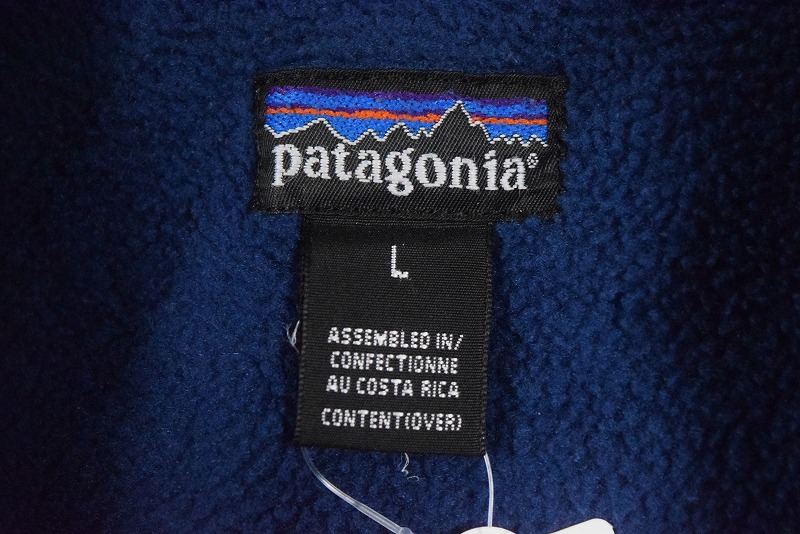 patagonia®
L
ASSEMBLED IN/
CONFECTIONNE
AU COSTA RICA
CONTENT(OVER)